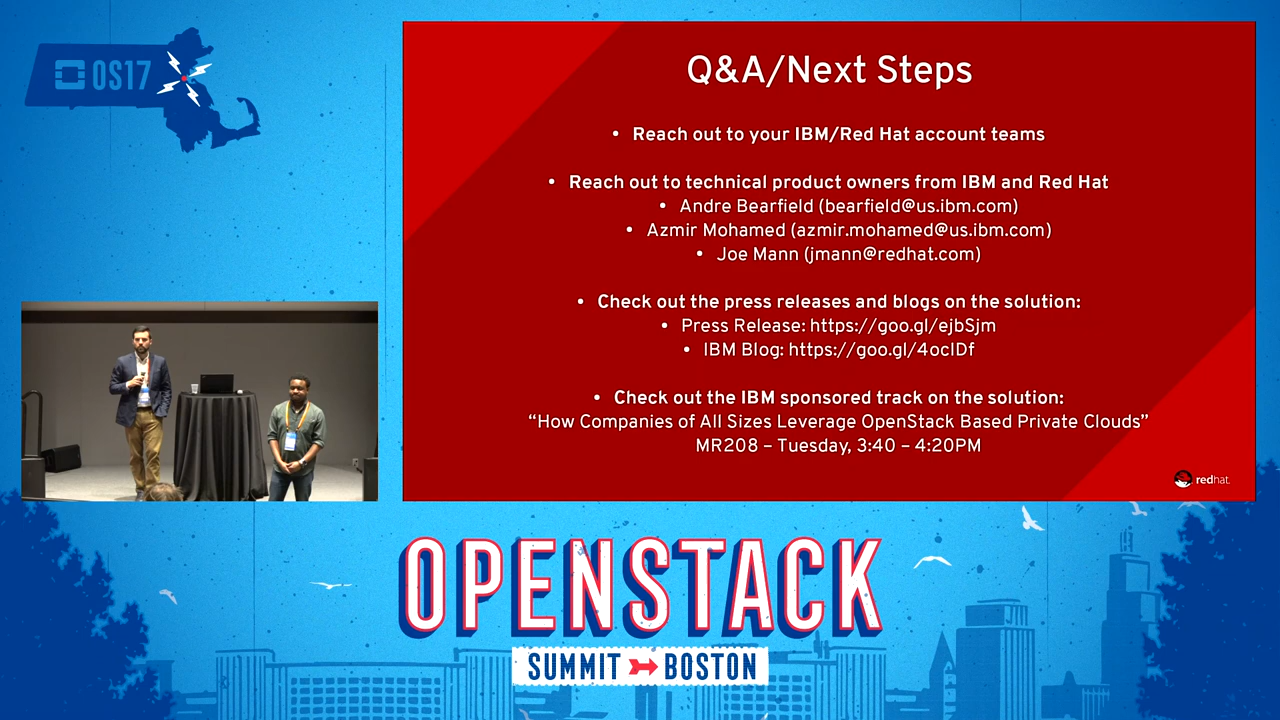 OS17
Q&A/Next Steps
• Reach out to your IBM/Red Hat account teams
• Reach out to technical product owners from IBM and Red Hat
• Andre Bearfield (bearfield@us.ibm.com)
• Azmir Mohamed (azmir.mohamed@us.ibm.com)
• Joe Mann (jmann@redhat.com)
• Check out the press releases and blogs on the solution:
• Press Release: https://goo.gl/ejbSjm
• IBM Blog: https://goo.gl/4oclDf
• Check out the IBM sponsored track on the solution:
“How Companies of All Sizes Leverage OpenStack Based Private Clouds”
MR208 – Tuesday, 3:40 – 4:20PM
redhat.
OPENSTACK
SUMMIT BOSTON